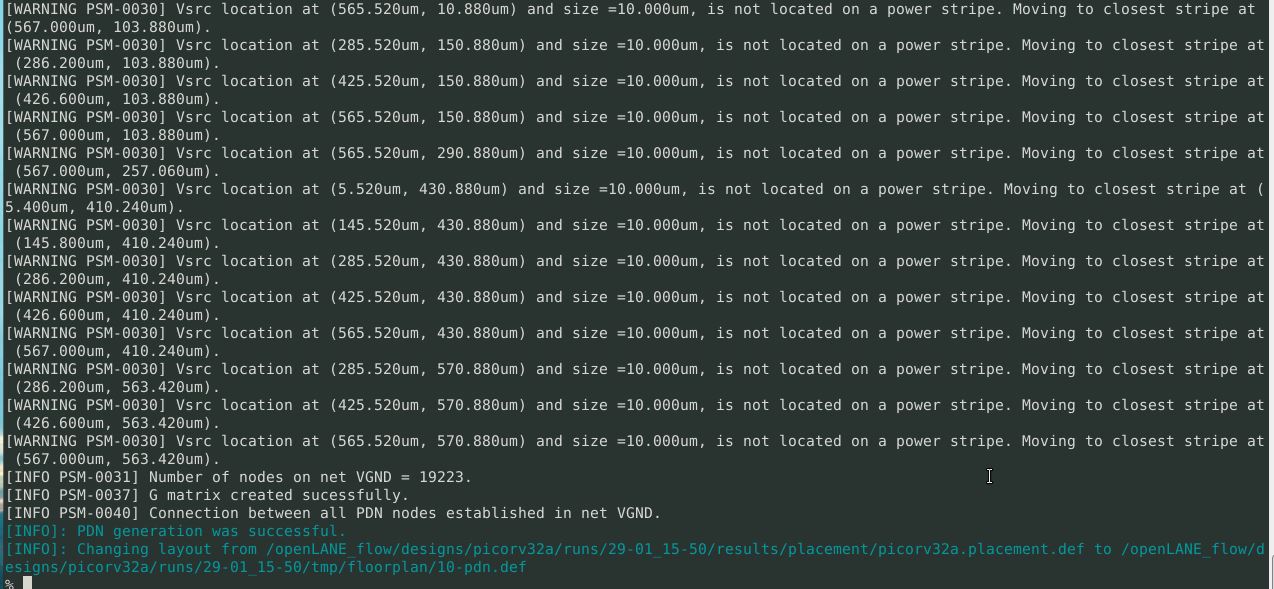 [WARNING PSM-0030] Vsrc location at (565.520um, 10.880um) and size =10.000um, is not located on a power stripe. Moving to closest stripe at
(567.000um, 103.880um).
[WARNING PSM-0030] Vsrc location at (285.520um, 150.880um) and size =10.000um, is not located on a power stripe. Moving to closest stripe at
(286.200um, 103.880um).
[WARNING PSM-0030] Vsrc location at (425.520um, 150.880um) and size =10.000um, is not located on a power stripe. Moving to closest stripe at
(426.600um, 103.880um).
[WARNING PSM-0030] Vsrc location at (565.520um, 150.880um) and size =10.000um, is not located on a power stripe. Moving to closest stripe at
(567.000um, 103.880um).
[WARNING PSM-0030] Vsrc location at (565.520um, 290.880um) and size =10.000um, is not located on a power stripe. Moving to closest stripe at
(567.000um, 257.060um).
[WARNING PSM-0030] Vsrc location at (5.520um, 430.880um) and size =10.000um, is not located on a power stripe. Moving to closest stripe at (
5.400um, 410.240um).
[WARNING PSM-0030] Vsrc location at (145.520um, 430.880um) and size =10.000um, is not located on a power stripe. Moving to closest stripe at
(145.800um, 410.240um).
[WARNING PSM-0030] Vsrc location at (285.520um, 430.880um) and size =10.000um, is not located on a power stripe. Moving to closest stripe at
(286.200um, 410.240um).
[WARNING PSM-0030] Vsrc location at (425.520um, 430.880um) and size =10.000um, is not located on a power stripe. Moving to closest stripe at
(426.600um, 410.240um).
[WARNING PSM-0030] Vsrc location at (565.520um, 430.880um) and size =10.000um, is not located on a power stripe. Moving to closest stripe at
(567.000um, 410.240um).
[WARNING PSM-0030] Vsrc location at (285.520um, 570.880um) and size =10.000um, is not located on a power stripe. Moving to closest stripe at
(286.200um, 563.420um).
[WARNING PSM-0030] Vsrc location at (425.520um, 570.880um) and size =10.000um, is not located on a power stripe. Moving to closest stripe at
(426.600um, 563.420um).
[WARNING PSM-0030] Vsrc location at (565.520um, 570.880um) and size =10.000um, is not located on a power stripe. Moving to closest stripe at
(567.000um, 563.420um).
[INFO PSM-0031] Number of nodes on net VGND = 19223.
[INFO PSM-0037] G matrix created sucessfully.
[INFO PSM-0040] Connection between all PDN nodes established in net VGND.
[INFO]: PDN generation was successful.
[INFO]: Changing layout from /openLANE_flow/designs/picorv32a/runs/29-01_15-50/results/placement/picorv32a.placement.def to /openLANE_flow/d
esigns/picorv32a/runs/29-01_15-50/tmp/floorplan/10-pdn.def
%